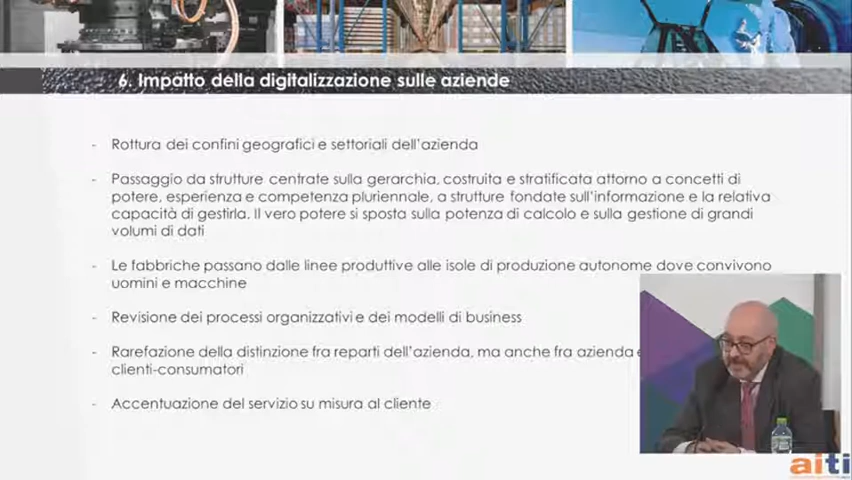 6. Impatto della digitalizzazione sulle aziende
- Rottura dei confini geografici e settoriali dell'azienda
- Passaggio da strutture centrate sulla gerarchia, costruita e stratificata attorno a concetti di
potere, esperienza e competenza pluriennale, a strutture fondate sull'informazione e la relativa
capacità di gestirla. Il vero potere si sposta sulla potenza di calcolo e sulla gestione di grandi
volumi di dati
- Le fabbriche passano dalle linee produttive alle isole di produzione autonome dove convivono
uomini e macchine
- Revisione dei processi organizzativi e dei modelli di business
- Rarefazione della distinzione fra reparti dell'azienda, ma anche fra azienda e
clienti-consumatori
- Accentuazione del servizio su misura al cliente
aiti